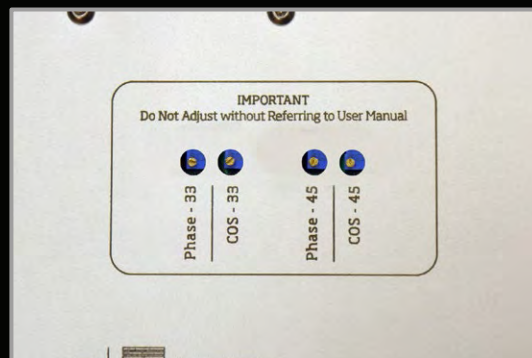 IMPORTANT
Do Not Adjust without Referring to User Manual
Phase - 33
COS - 33
Phase - 45
COS - 45